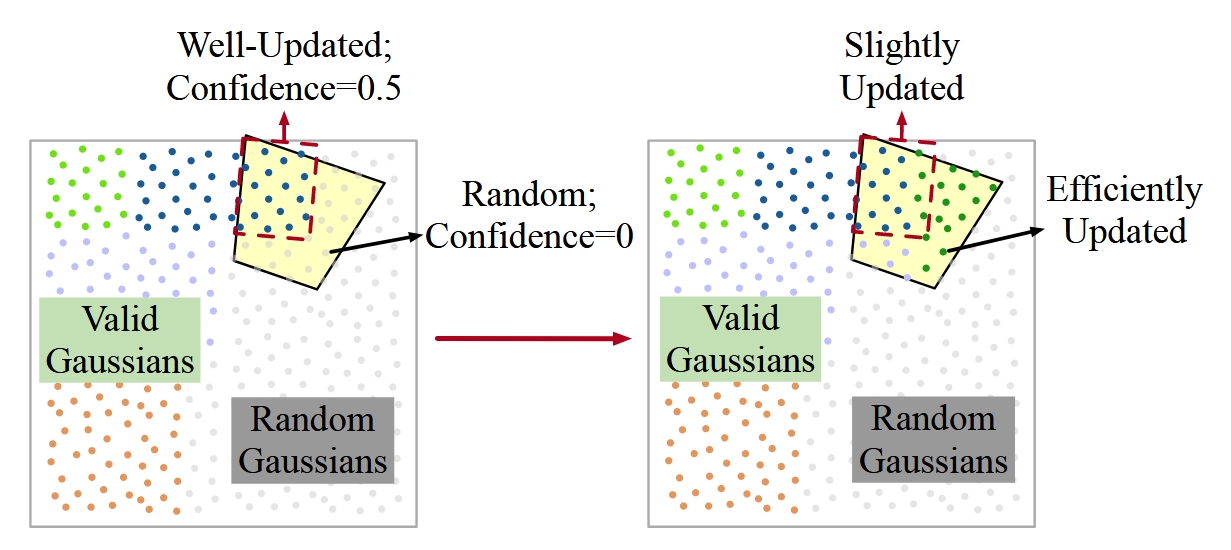 Well-Updated;
Confidence=0.5
Random;
Confidence=0
Valid
Gaussians
Random
Gaussians
Slightly
Updated
Efficiently
Updated
Valid
Gaussians
Random
Gaussians